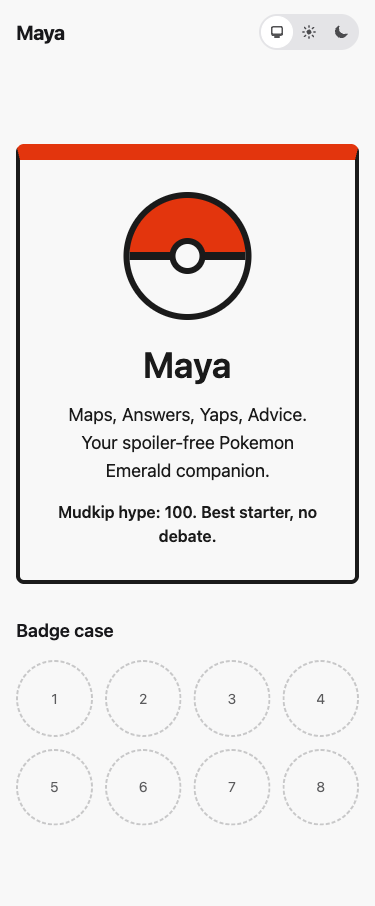 Maya
Maya
Maps, Answers, Yaps, Advice.
Your spoiler-free Pokemon
Emerald companion.
Mudkip hype: 100. Best starter, no
debate.
Badge case
1 2 3 4
5 6 7 8